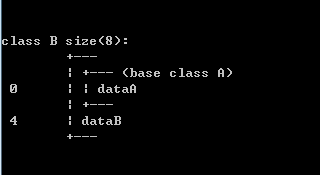 class B size(8):
+---
¦ +--- (base class A)
0 ¦ ¦ dataA
¦ +---
4 ¦ dataB
+---